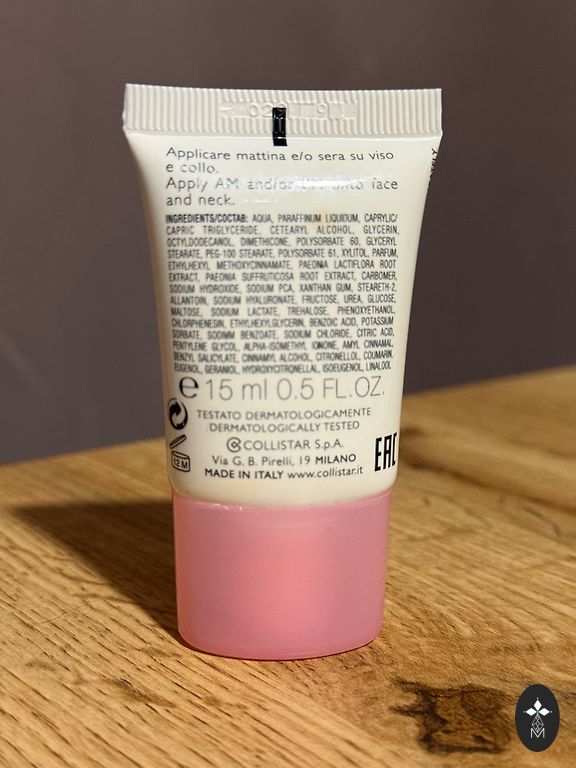 Applicare mattina e/o sera su viso
e collo.
Apply AM and/or PM onto face
and neck.
INGREDIENTS/COCTAB: AQUA, PARAFFINUM LIQUIDUM, CAPRYLIC/
CAPRIC TRIGLYCERIDE, CETEARYL ALCOHOL, GLYCERIN,
OCTYLDODECANOL, DIMETHICONE, POLYSORBATE 60, GLYCERYL
STEARATE, PEG-100 STEARATE, POLYSORBATE 61, XYLITOL, PARFUM,
ETHYLHEXYL METHOXYCINNAMATE, PAEONIA LACTIFLORA ROOT
EXTRACT, PAEONIA SUFFRUTICOSA ROOT EXTRACT, CARBOMER,
SODIUM HYDROXIDE, SODIUM PCA, XANTHAN GUM, STEARETH-2,
ALLANTOIN, SODIUM HYALURONATE, FRUCTOSE, UREA, GLUCOSE,
MALTOSE, SODIUM LACTATE, TREHALOSE, PHENOXYETHANOL,
CHLORPHENESIN, ETHYLHEXYLGLYCERIN, BENZOIC ACID, POTASSIUM
SORBATE, SODIUM BENZOATE, SODIUM CHLORIDE, CITRIC ACID,
PENTYLENE GLYCOL, ALPHA-ISOMETHYL IONONE, AMYL CINNAMAL,
BENZYL SALICYLATE, CINNAMYL ALCOHOL, CITRONELLOL, COUMARIN,
EUGENOL, GERANIOL, HYDROXYCITRONELLAL, ISOEUGENOL, LINALOOL
e 15 ml 0.5 FL.OZ.
TESTATO DERMATOLOGICAMENTE
DERMATOLOGICALLY TESTED
COLLISTAR S.p.A.
Via G. B. Pirelli, 19 MILANO
MADE IN ITALY www.collistar.it
12 M
EAC
M